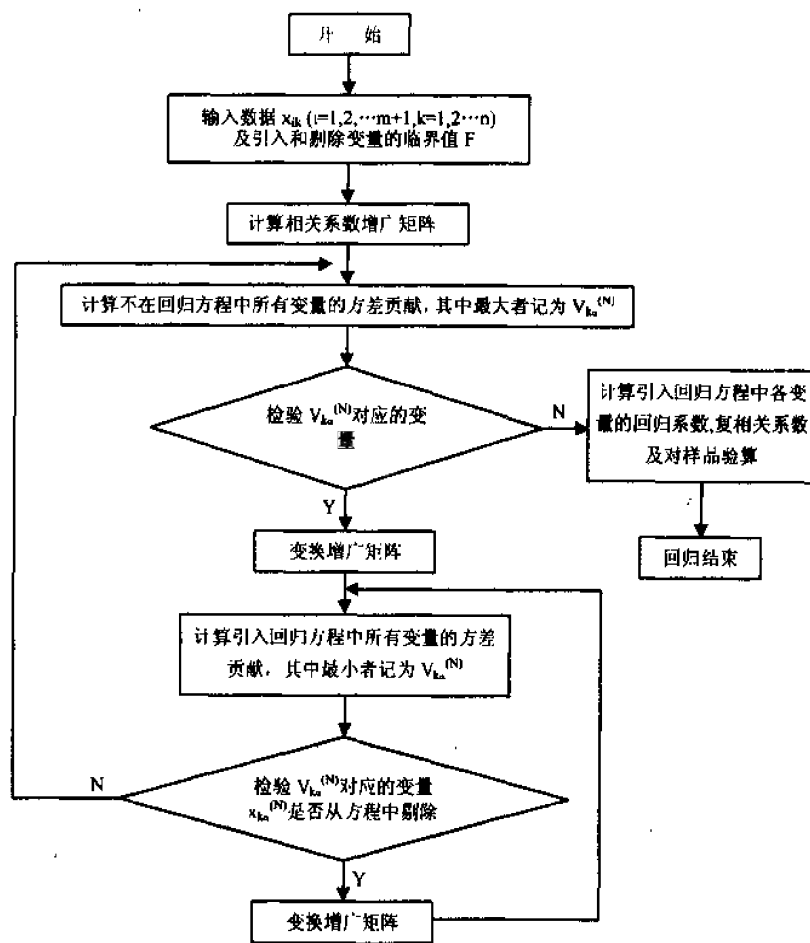 开 始
输入数据 xik (i=1,2,···m+1,k=1,2···n)
及引入和剔除变量的临界值 F
计算相关系数增广矩阵
计算不在回归方程中所有变量的方差贡献,其中最大者记为 Vka(N)
检验 Vka(N)对应的变
量
N
计算引入回归方程中各变
量的回归系数,复相关系数
及对样品验算
Y
变换增广矩阵
回归结束
计算引入回归方程中所有变量的方差
贡献, 其中最小者记为 Vka(N)
N
检验 Vka(N)对应的变量
xka(N)是否从方程中剔除
Y
变换增广矩阵